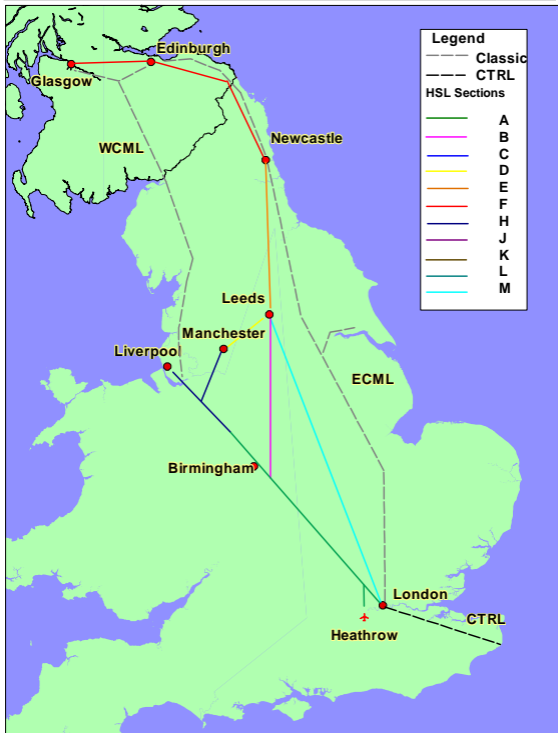 Edinburgh
Glasgow
WCML
Newcastle
Leeds
Manchester
Liverpool
ECML
Birmingham
London
CTRL
Heathrow
Legend
Classic
CTRL
HSL Sections
A
B
C
D
E
F
H
J
K
L
M